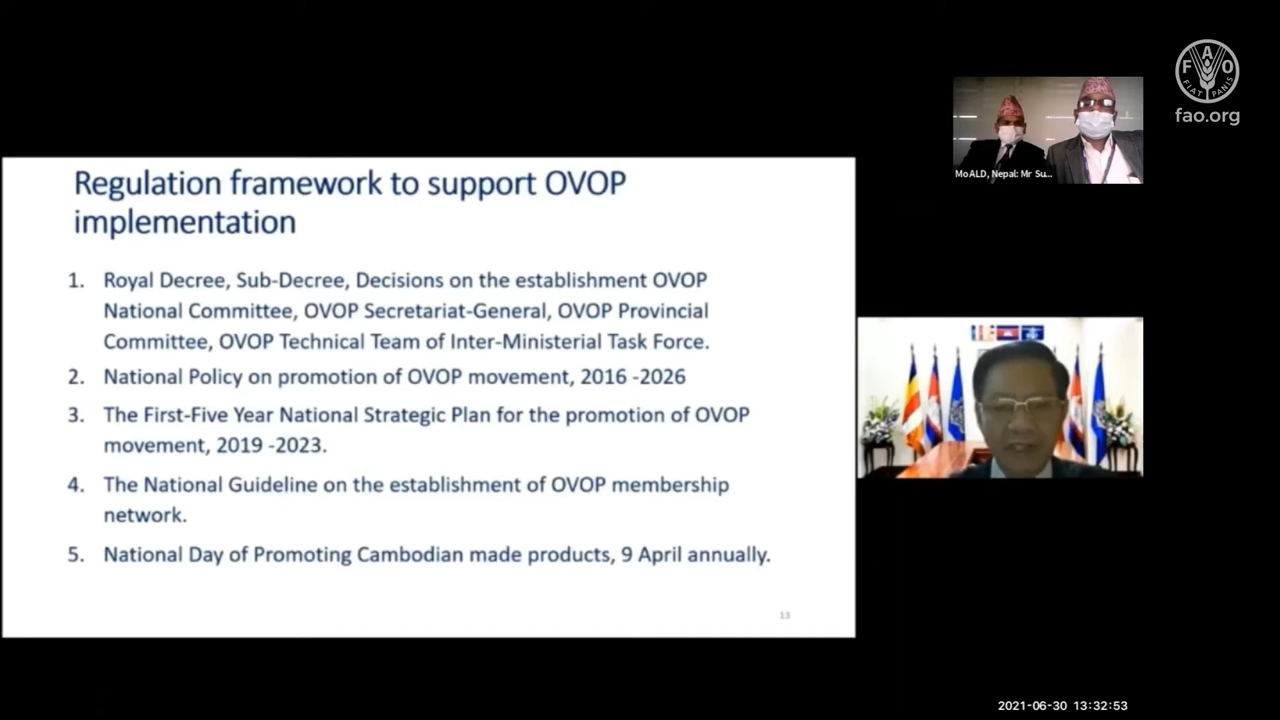 Regulation framework to support OVOP
implementation
1. Royal Decree, Sub-Decree, Decisions on the establishment OVOP
National Committee, OVOP Secretariat-General, OVOP Provincial
Committee, OVOP Technical Team of Inter-Ministerial Task Force.
2. National Policy on promotion of OVOP movement, 2016 -2026
3. The First-Five Year National Strategic Plan for the promotion of OVOP
movement, 2019 -2023.
4. The National Guideline on the establishment of OVOP membership
network.
5. National Day of Promoting Cambodian made products, 9 April annually.
13
MoALD, Nepal: Mr Su...
F A O
FIAT PANIS
fao.org
2021-06-30 13:32:53